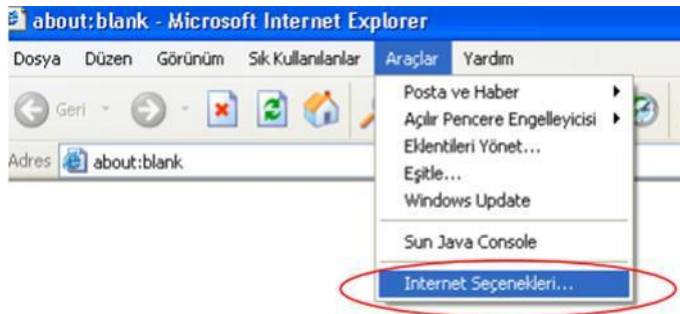 about:blank - Microsoft Internet Explorer
Dosya Düzen Görünüm Sık Kullanılanlar Araçlar Yardım
Geri
Adres about:blank
Posta ve Haber
Açılır Pencere Engelleyicisi
Eklentileri Yönet...
Eşitle...
Windows Update
Sun Java Console
Internet Seçenekleri...